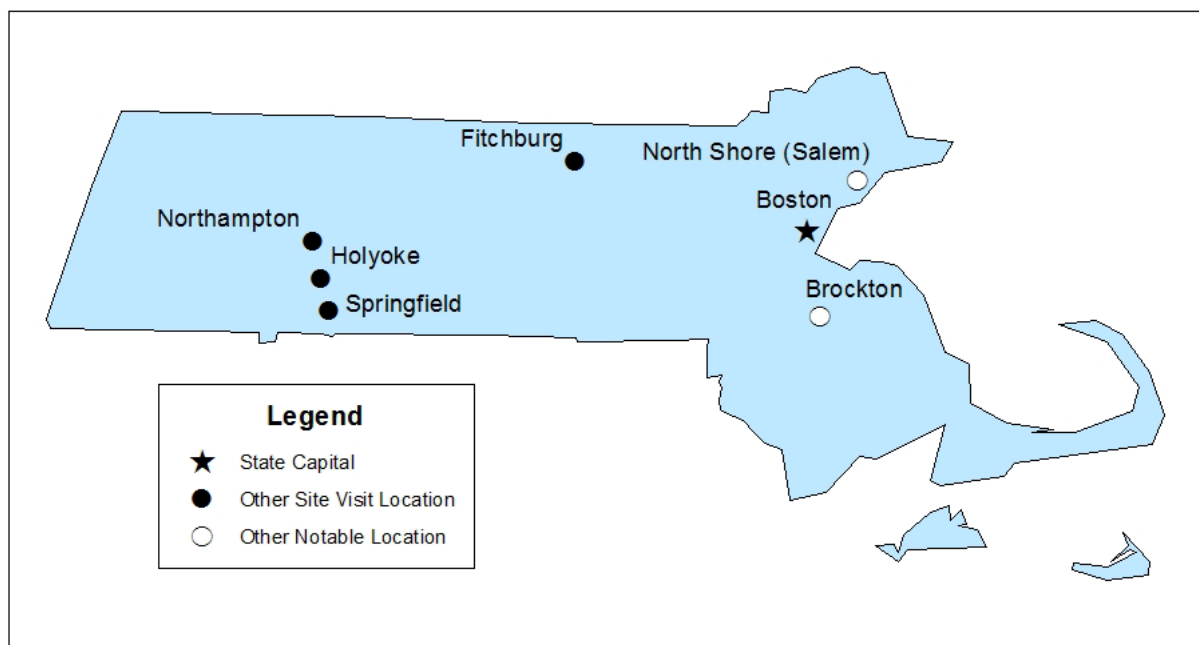 Fitchburg
North Shore (Salem)
Boston
Northampton
Holyoke
Springfield
Brockton
Legend
State Capital
Other Site Visit Location
Other Notable Location